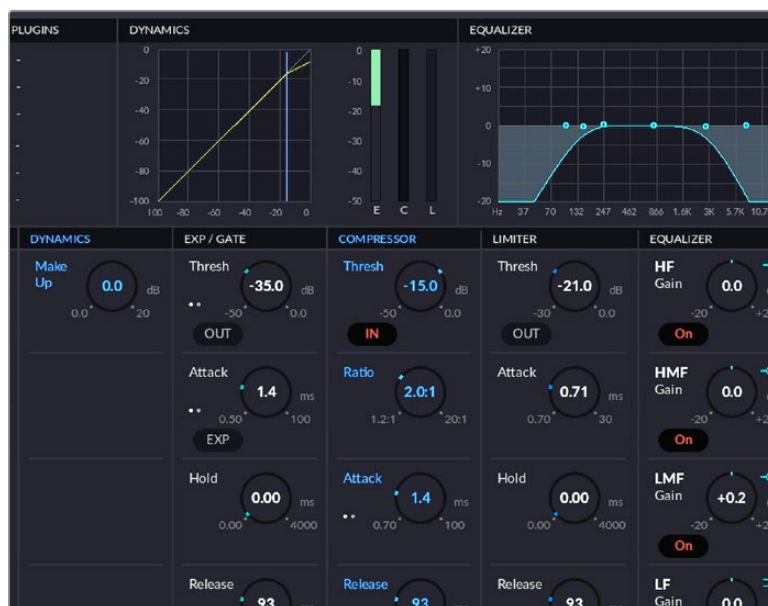 PLUGINS DYNAMICS EQUALIZER
0 0 +20
-20 -10 +10
-40 -20 0
-60 -30
-80 -40 -10
-100 -50 -20
100 -80 -60 -40 -20 0 E C L Hz 37 70 132 247 462 866 1.6K 3K 5.7K 10.7
DYNAMICS EXP / GATE COMPRESSOR LIMITER EQUALIZER
Make Up 0.0 dB 0.0 20
Thresh -35.0 dB -50 0.0 OUT
Thresh -15.0 dB -50 0.0 IN
Thresh -21.0 dB -30 0.0 OUT
HF Gain 0.0 -20 On
Attack 1.4 ms 0.50 100 EXP
Ratio 2.0:1 1.2:1 20:1
Attack 0.71 ms 0.70 30
HMF Gain 0.0 -20 On
Hold 0.00 ms 0.00 4000
Attack 1.4 ms 0.70 100
Hold 0.00 ms 0.00 4000
LMF Gain +0.2 -20 On
Release 93
Release 93
Release 93
LF Gain 0.0